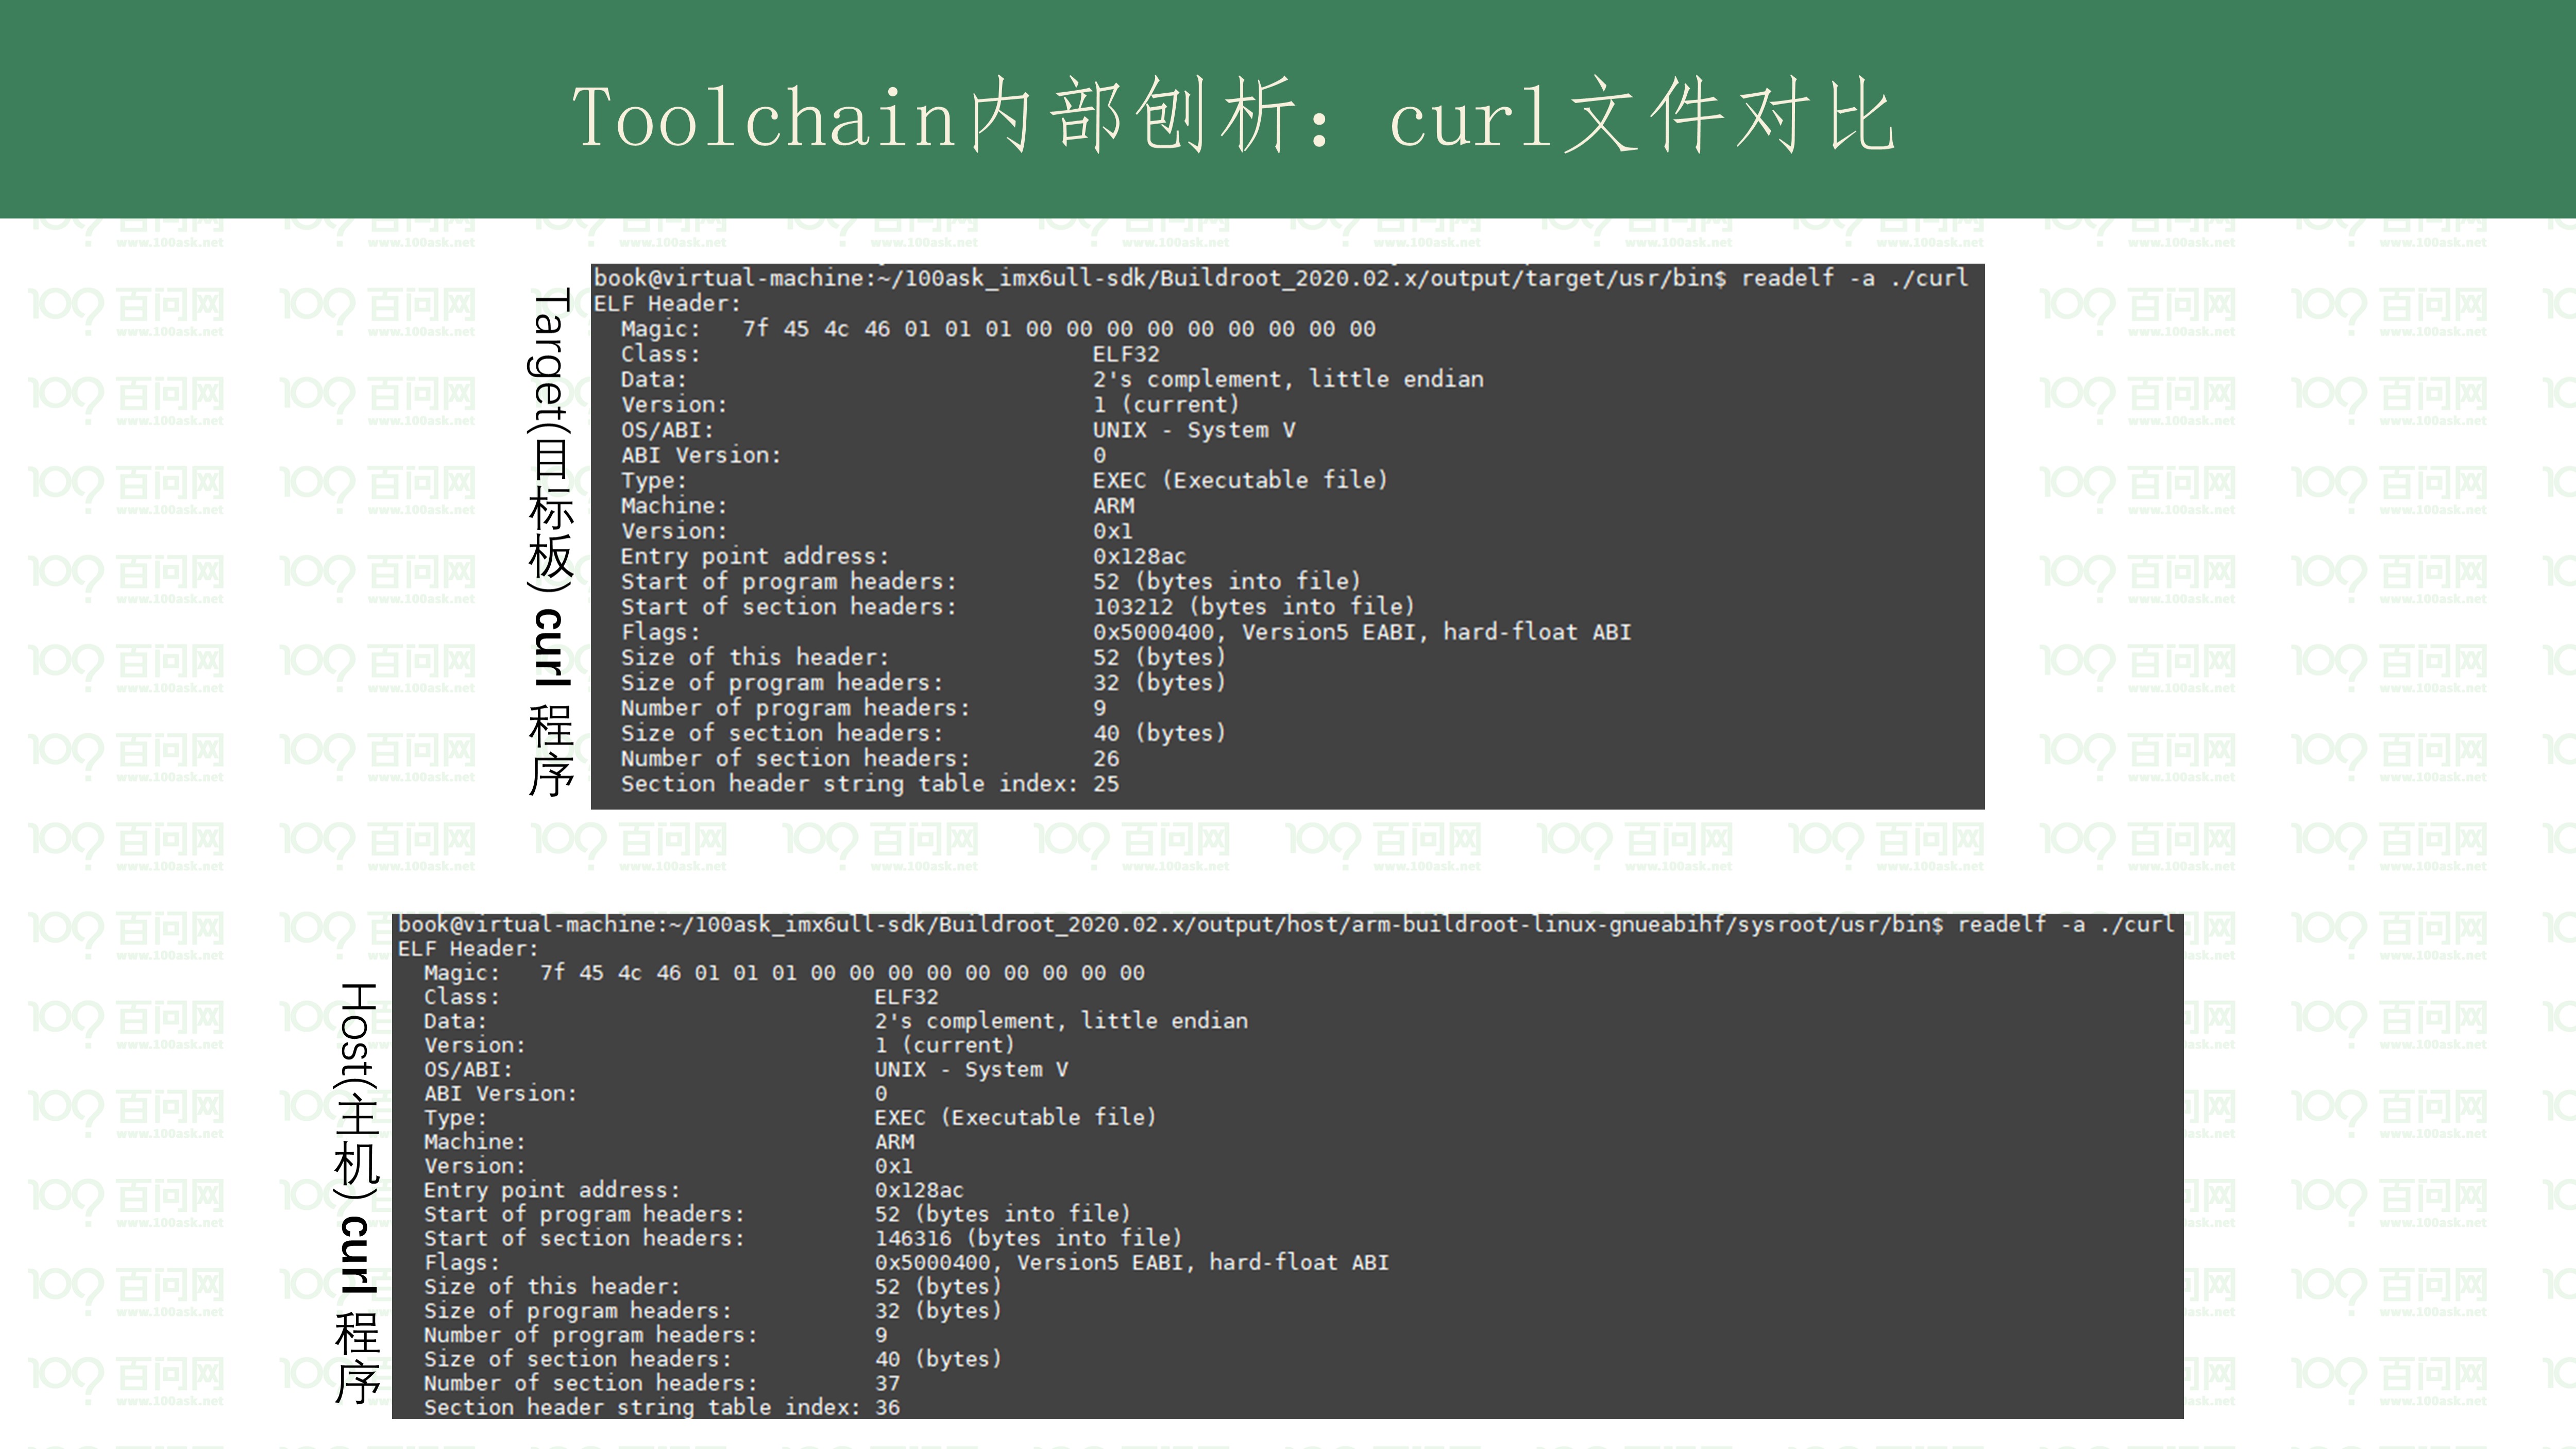 Toolchain内部刨析：curl文件对比
Target(目标板) curl 程序
book@virtual-machine:~/100ask_imx6ull-sdk/Buildroot_2020.02.x/output/target/usr/bin$ readelf -a ./curl
ELF Header:
Magic: 7f 45 4c 46 01 01 01 00 00 00 00 00 00 00 00 00
Class: ELF32
Data: 2's complement, little endian
Version: 1 (current)
OS/ABI: UNIX - System V
ABI Version: 0
Type: EXEC (Executable file)
Machine: ARM
Version: 0x1
Entry point address: 0x128ac
Start of program headers: 52 (bytes into file)
Start of section headers: 103212 (bytes into file)
Flags: 0x5000400, Version5 EABI, hard-float ABI
Size of this header: 52 (bytes)
Size of program headers: 32 (bytes)
Number of program headers: 9
Size of section headers: 40 (bytes)
Number of section headers: 26
Section header string table index: 25
Host(主机) curl 程序
book@virtual-machine:~/100ask_imx6ull-sdk/Buildroot_2020.02.x/output/host/arm-buildroot-linux-gnueabihf/sysroot/usr/bin$ readelf -a ./curl
ELF Header:
Magic: 7f 45 4c 46 01 01 01 00 00 00 00 00 00 00 00 00
Class: ELF32
Data: 2's complement, little endian
Version: 1 (current)
OS/ABI: UNIX - System V
ABI Version: 0
Type: EXEC (Executable file)
Machine: ARM
Version: 0x1
Entry point address: 0x128ac
Start of program headers: 52 (bytes into file)
Start of section headers: 146316 (bytes into file)
Flags: 0x5000400, Version5 EABI, hard-float ABI
Size of this header: 52 (bytes)
Size of program headers: 32 (bytes)
Number of program headers: 9
Size of section headers: 40 (bytes)
Number of section headers: 37
Section header string table index: 36
百问网
www.100ask.net